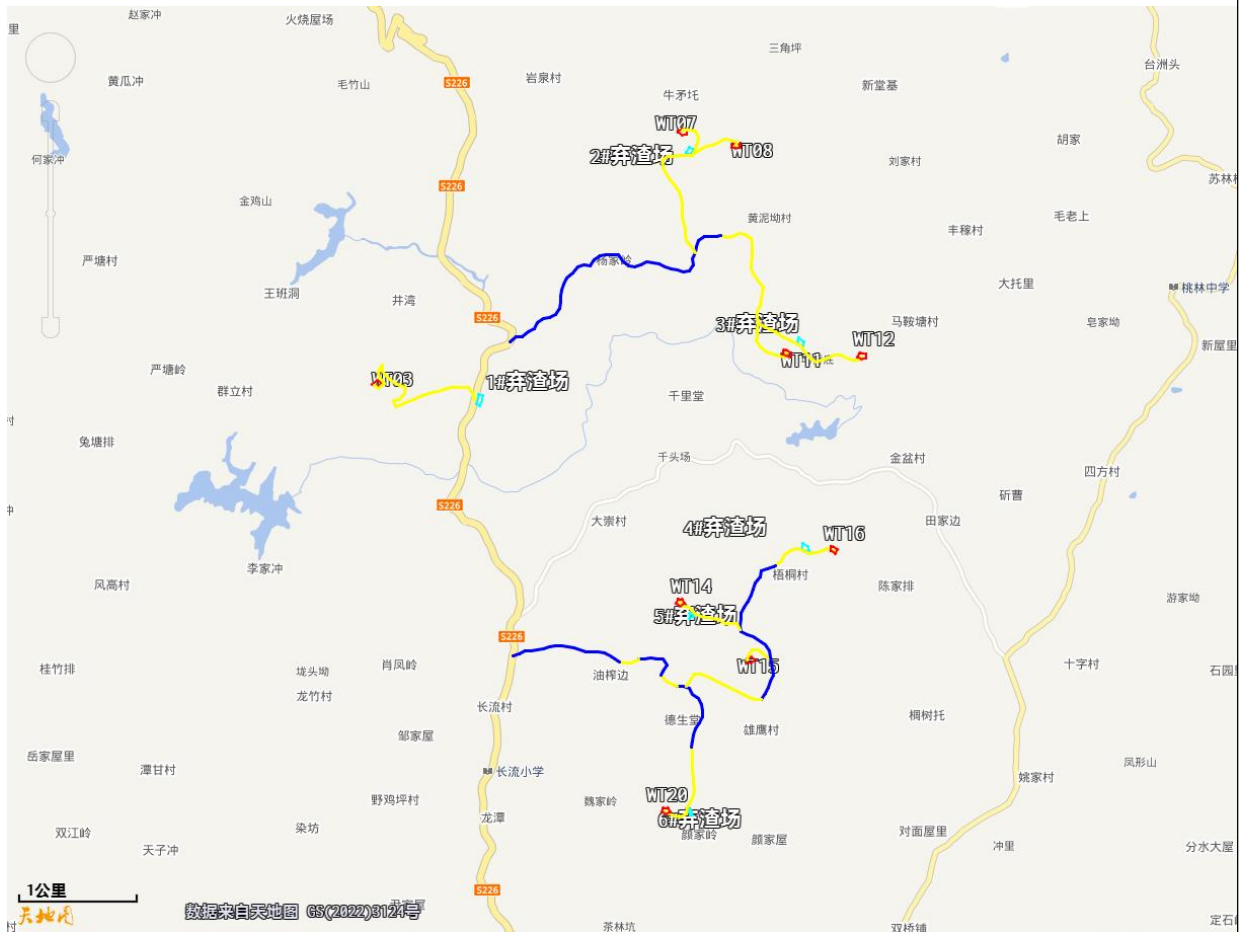 赵家冲
火烧屋场
里
三角坪
台洲头
黄瓜冲
毛竹山
S226
岩泉村
牛矛圫
新堂基
WT07
胡家
何家冲
2#弃渣场
WT08
刘家村
苏林村
S226
金鸡山
黄泥坳村
丰稼村
毛老上
严塘村
杨家岭
王班洞
井湾
大托里
桃林中学
S226
3#弃渣场
马鞍塘村
皂家坳
WT12
新屋里
WT11
底
严塘岭
WT03
1#弃渣场
群立村
千里堂
村
兔塘排
千头场
金盆村
四方村
冲
S226
斫曹
大崇村
4#弃渣场
WT16
田家边
李家冲
梧桐村
风高村
WT14
陈家排
游家坳
5#弃渣场
S226
桂竹排
垅头坳
肖凤岭
油榨边
WT15
十字村
石园里
龙竹村
长流村
德生堂
雄鹰村
棡树托
邹家屋
岳家屋里
潭甘村
长流小学
姚家村
凤形山
野鸡坪村
魏家岭
WT20
双江岭
染坊
龙潭
6#弃渣场
颜家岭
颜家屋
对面屋里
天子冲
冲里
分水大屋
1公里
S226
天地图
数据来自天地图 GS(2022)3124号
村
茶林坑
双桥铺
定石